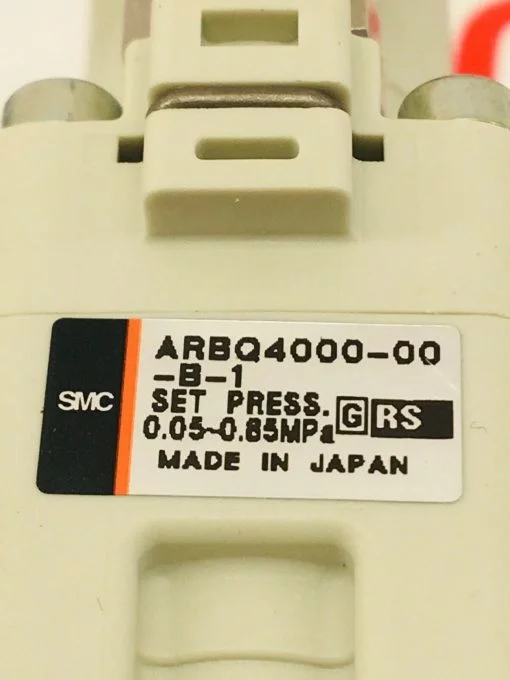 SMC
ARBQ4000-00
-B-1
SET PRESS.
0.05~0.85MPa G RS
MADE IN JAPAN